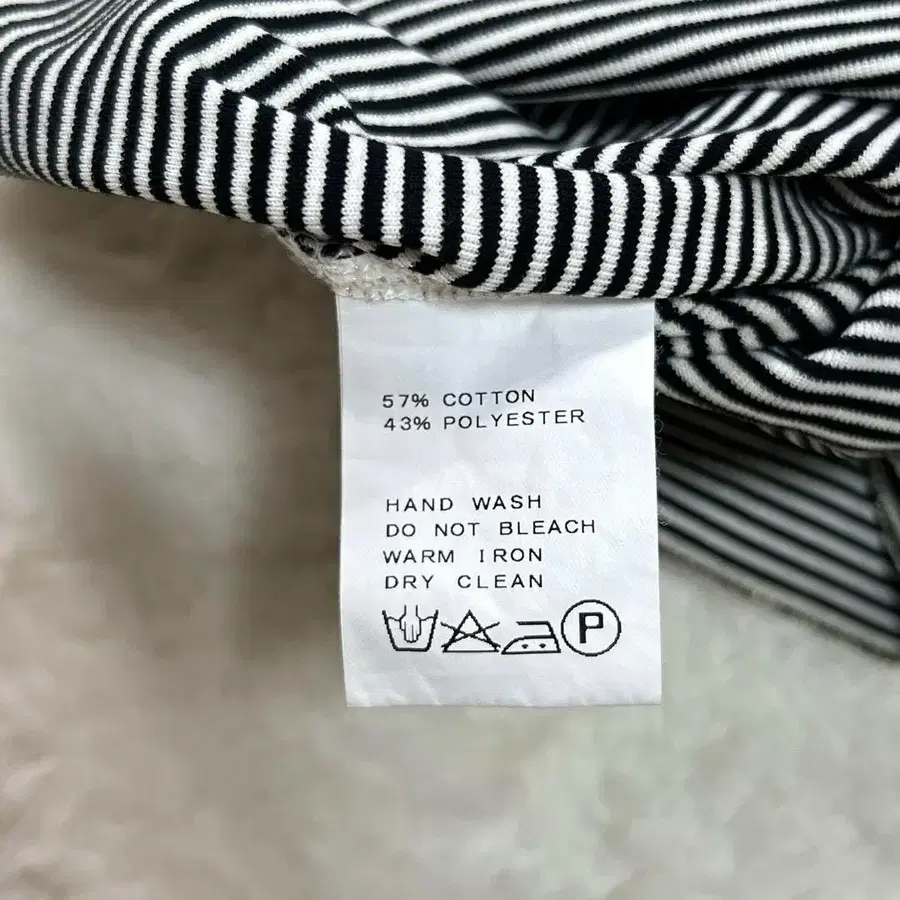 57% COTTON
43% POLYESTER
HAND WASH
DO NOT BLEACH
WARM IRON
DRY CLEAN
P